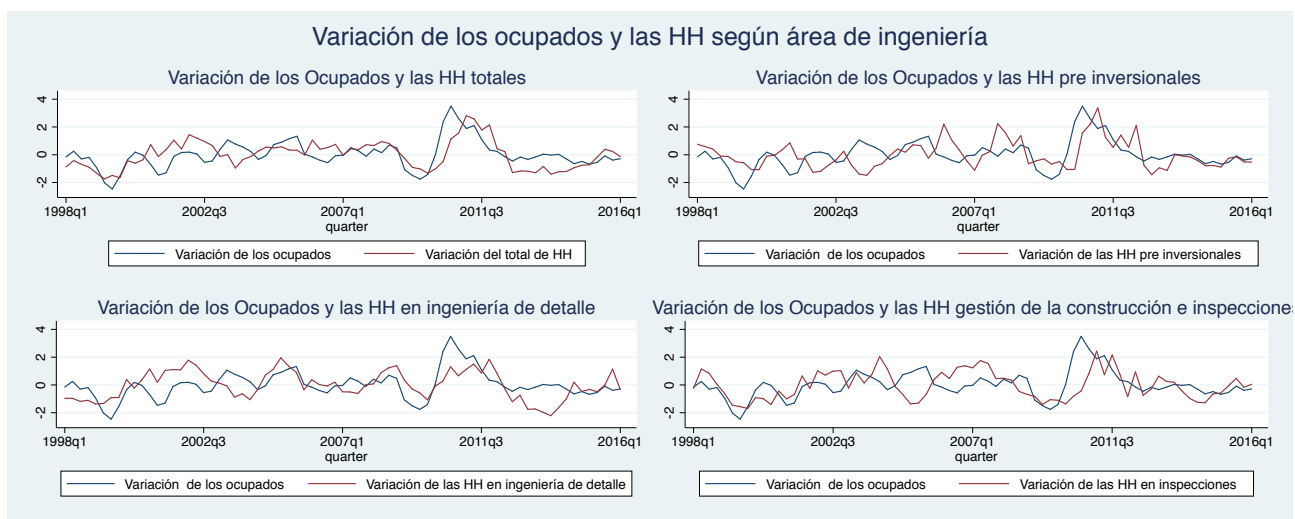 Variación de los ocupados y las HH según área de ingeniería
Variación de los Ocupados y las HH totales
4
2
0
-2
1998q1 2002q3 2007q1 2011q3 2016q1
quarter
Variación de los ocupados Variación del total de HH
Variación de los Ocupados y las HH pre inversionales
4
2
0
-2
1998q1 2002q3 2007q1 2011q3 2016q1
quarter
Variación de los ocupados Variación de las HH pre inversionales
Variación de los Ocupados y las HH en ingeniería de detalle
4
2
0
-2
1998q1 2002q3 2007q1 2011q3 2016q1
quarter
Variación de los ocupados Variación de las HH en ingeniería de detalle
Variación de los Ocupados y las HH gestión de la construcción e inspecciones
4
2
0
-2
1998q1 2002q3 2007q1 2011q3 2016q1
quarter
Variación de los ocupados Variación de las HH en inspecciones